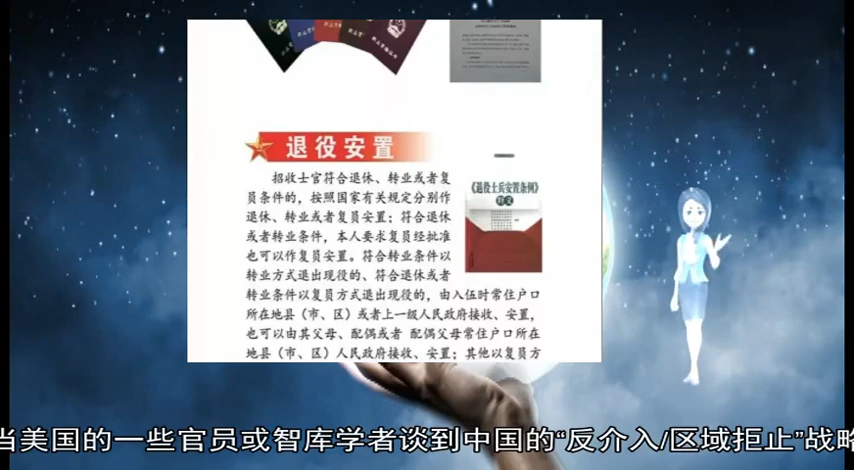 退役安置
招收士官符合退休、转业或者复
员条件的，按照国家有关规定分别作
退休、转业或者复员安置；符合退休
或者转业条件，本人要求复员经批准
也可以作复员安置。符合转业条件以
转业方式退出现役的、符合退休或者
转业条件以复员方式退出现役的，由入伍时常住户口
所在地县（市、区）或者上一级人民政府接收、安置，
也可以由其父母、配偶或者 配偶父母常住户口所在
地县（市、区）人民政府接收、安置；其他以复员方
《退役士兵安置条例》
释义
当美国的一些官员或智库学者谈到中国的“反介入/区域拒止”战略